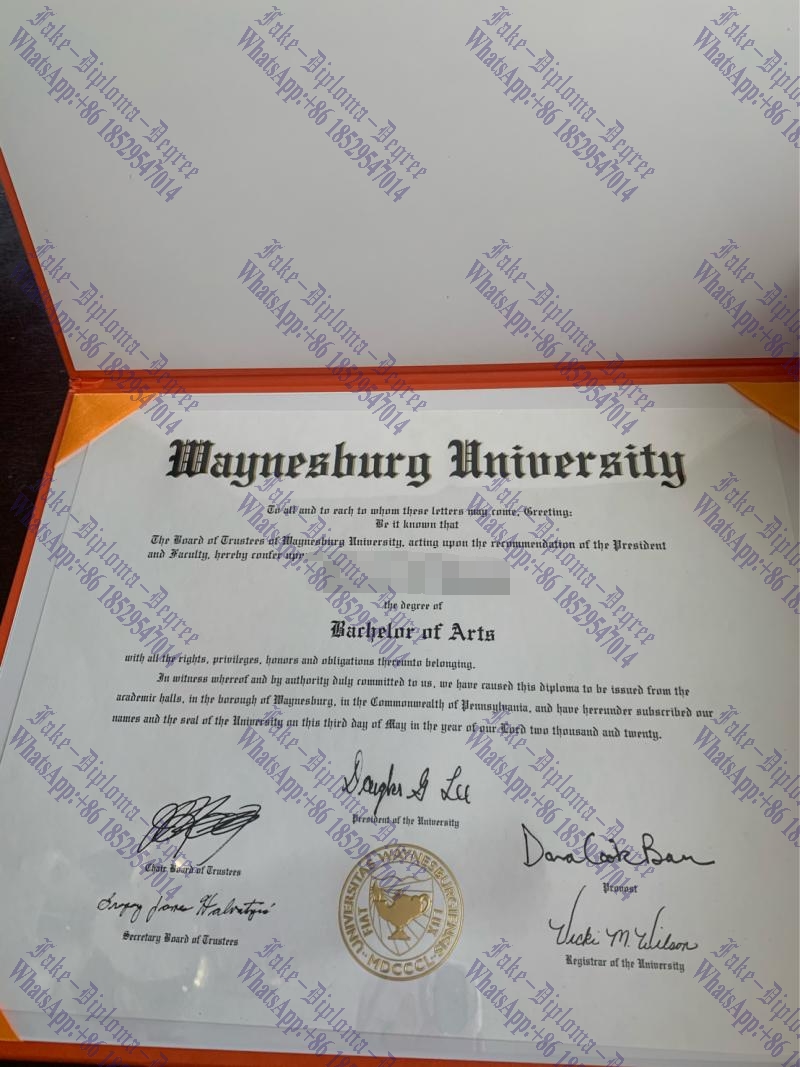 Fake-Diploma-Degree
WhatsApp:+86 18529547014
Waynesburg University
To all and to each to whom these letters may come, Greeting:
Be it known that
The Board of Trustees of Waynesburg University, acting upon the recommendation of the President
and Faculty, hereby confer upon
the degree of
Bachelor of Arts
with all the rights, privileges, honors and obligations thereunto belonging.
In witness whereof and by authority duly committed to us, we have caused this diploma to be issued from the
academic halls, in the borough of Waynesburg, in the Commonwealth of Pennsylvania, and have hereunder subscribed our
names and the seal of the University on this third day of May in the year of our Lord two thousand and twenty.
Douglas G Lee
President of the University
Chair Board of Trustees
Dana Cook Baer
Provost
James
Secretary Board of Trustees
UNIVERSITAS WAYNESBURGIENSIS
FIAT LUX
MDCCCL
Vicki M. Wilson
Registrar of the University